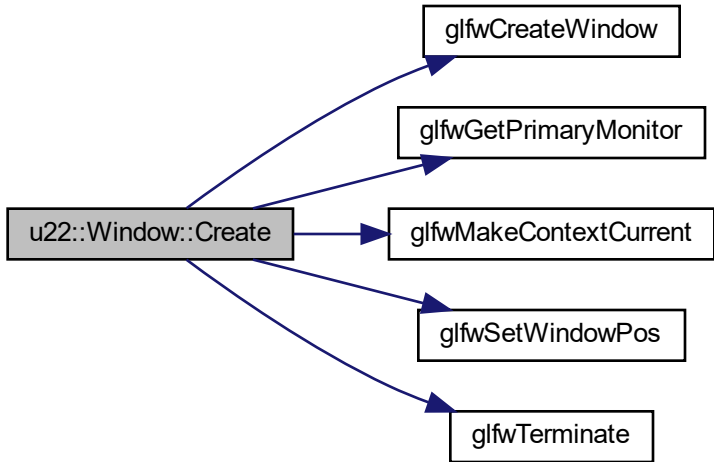 glfwCreateWindow
glfwGetPrimaryMonitor
u22::Window::Create
glfwMakeContextCurrent
glfwSetWindowPos
glfwTerminate